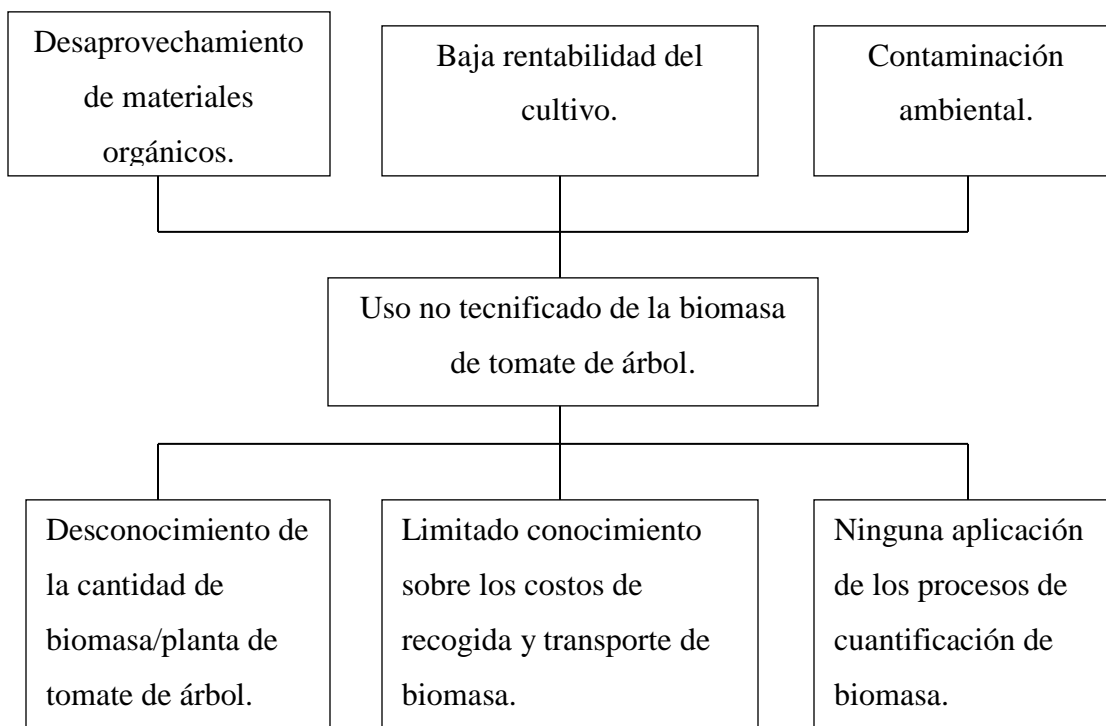 Desaprovechamiento
de materiales
orgánicos.
Baja rentabilidad del
cultivo.
Contaminación
ambiental.
Uso no tecnificado de la biomasa
de tomate de árbol.
Desconocimiento de
la cantidad de
biomasa/planta de
tomate de árbol.
Limitado conocimiento
sobre los costos de
recogida y transporte de
biomasa.
Ninguna aplicación
de los procesos de
cuantificación de
biomasa.